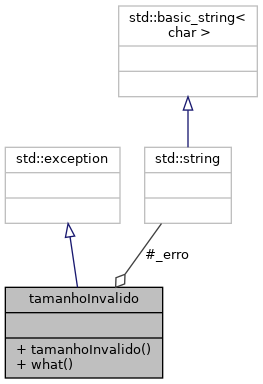 std::basic_string<
char >
std::exception
std::string
#_erro
tamanhoInvalido
+ tamanhoInvalido()
+ what()